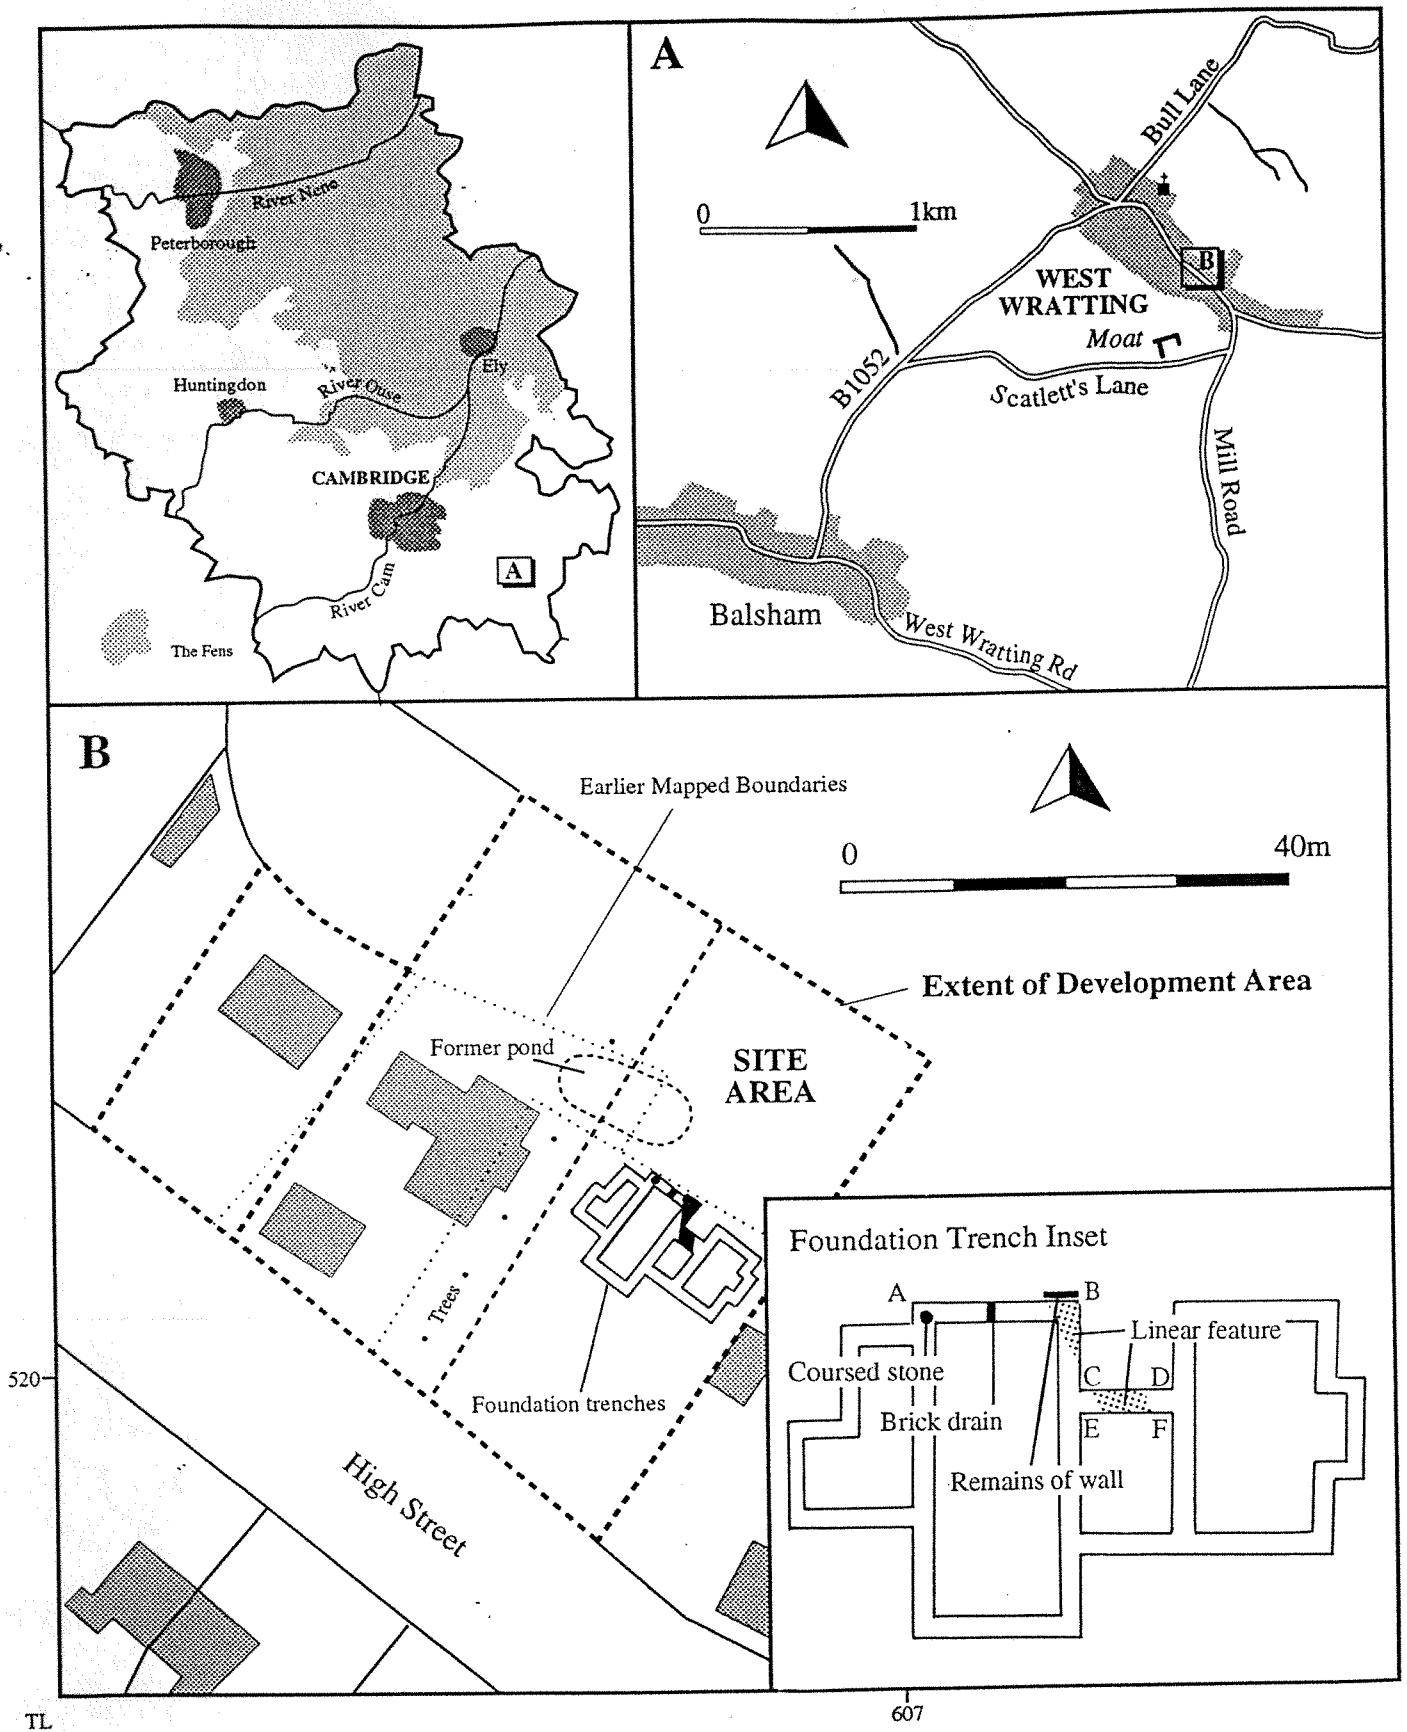 River Nene
Peterborough
Ely
Huntingdon
River Ouse
CAMBRIDGE
A
River Cam
The Fens
A
Bull Lane
0 1km
B
WEST
WRATTING
Moat
B1052
Scatlett's Lane
Mill Road
Balsham
West Wratting Rd
B
Earlier Mapped Boundaries
0 40m
Extent of Development Area
Former pond
SITE
AREA
Trees
Foundation trenches
High Street
Foundation Trench Inset
A B
Linear feature
Coursed stone
C D
Brick drain
E F
Remains of wall
520
TL
607